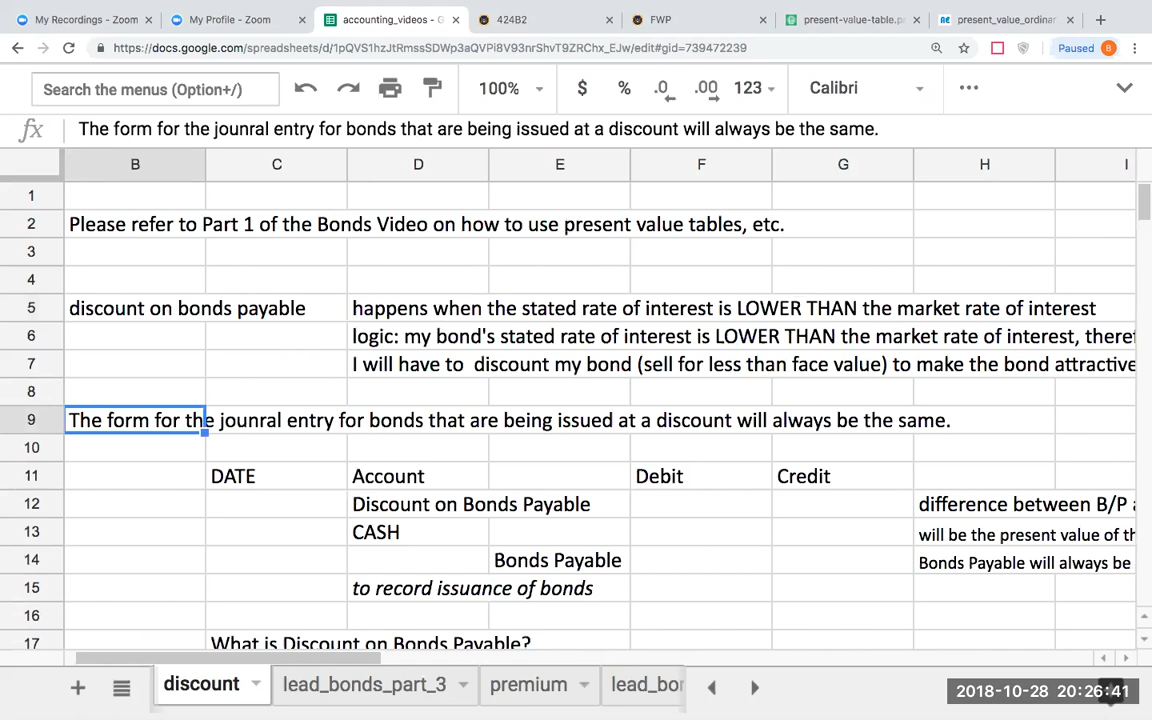 My Recordings - Zoom
My Profile - Zoom
accounting_videos - G
424B2
FWP
present-value-table.p
present_value_ordinar
https://docs.google.com/spreadsheets/d/1pQVS1hzJtRmssSDWp3aQVPi8V93nrShvT9ZRChx_EJw/edit#gid=739472239
Paused B
Search the menus (Option+/)
100%
$ % .0 .00 123
Calibri
fx The form for the jounral entry for bonds that are being issued at a discount will always be the same.
B C D E F G H I
1
2 Please refer to Part 1 of the Bonds Video on how to use present value tables, etc.
3
4
5 discount on bonds payable happens when the stated rate of interest is LOWER THAN the market rate of interest
6 logic: my bond's stated rate of interest is LOWER THAN the market rate of interest, theref
7 I will have to discount my bond (sell for less than face value) to make the bond attractive
8
9 The form for the jounral entry for bonds that are being issued at a discount will always be the same.
10
11 DATE Account Debit Credit
12 Discount on Bonds Payable difference between B/P a
13 CASH will be the present value of th
14 Bonds Payable Bonds Payable will always be
15 to record issuance of bonds
16
17 What is Discount on Bonds Payable?
discount lead_bonds_part_3 premium lead_bon
2018-10-28 20:26:41